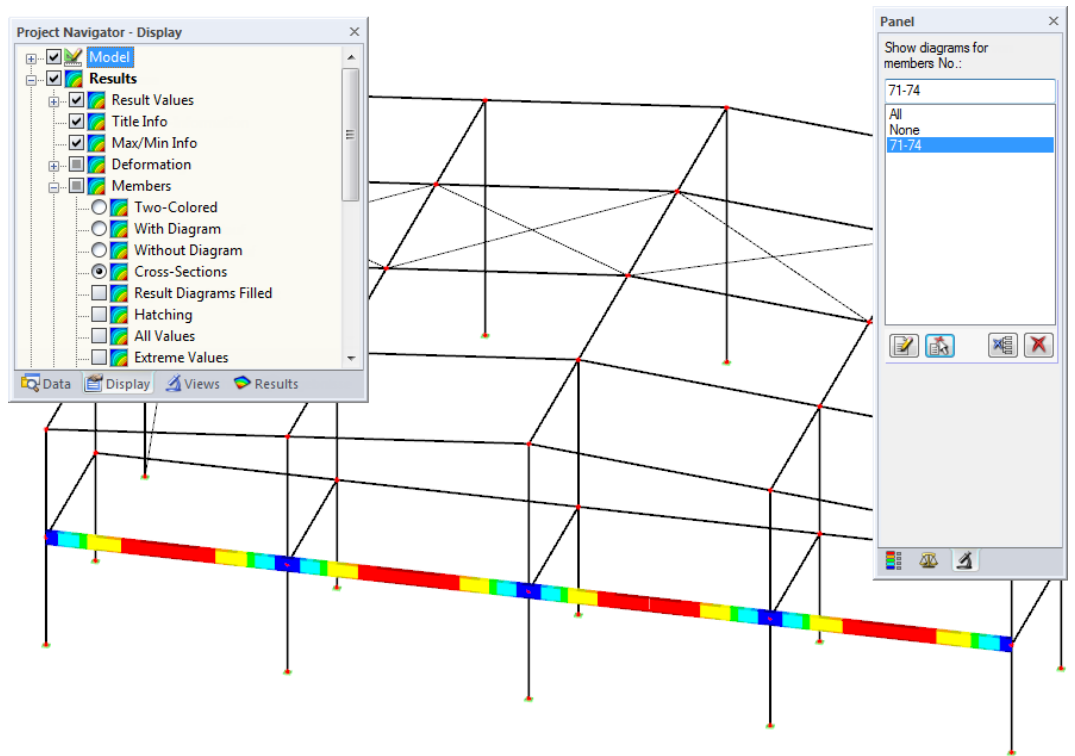 Project Navigator - Display
Model
Results
Result Values
Title Info
Max/Min Info
Deformation
Members
Two-Colored
With Diagram
Without Diagram
Cross-Sections
Result Diagrams Filled
Hatching
All Values
Extreme Values
Data Display Views Results
Panel
Show diagrams for
members No.:
71-74
All
None
71-74